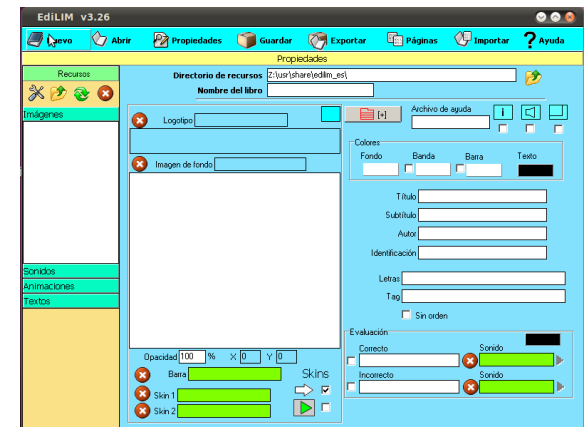 EdiLIM v3.26
Nuevo Abrir Propiedades Guardar Exportar Páginas Importar Ayuda
Propiedades
Recursos
Imágenes
Sonidos
Animaciones
Textos
Directorio de recursos Z:\usr\share\edilim_es\
Nombre del libro
Logotipo
Imagen de fondo
Opacidad 100 % X 0 Y 0
Barra Skins
Skin 1
Skin 2
[+] Archivo de ayuda i
Colores
Fondo Banda Barra Texto
Título
Subtítulo
Autor
Identificación
Letras
Tag
Sin orden
Evaluación
Correcto Sonido
Incorrecto Sonido